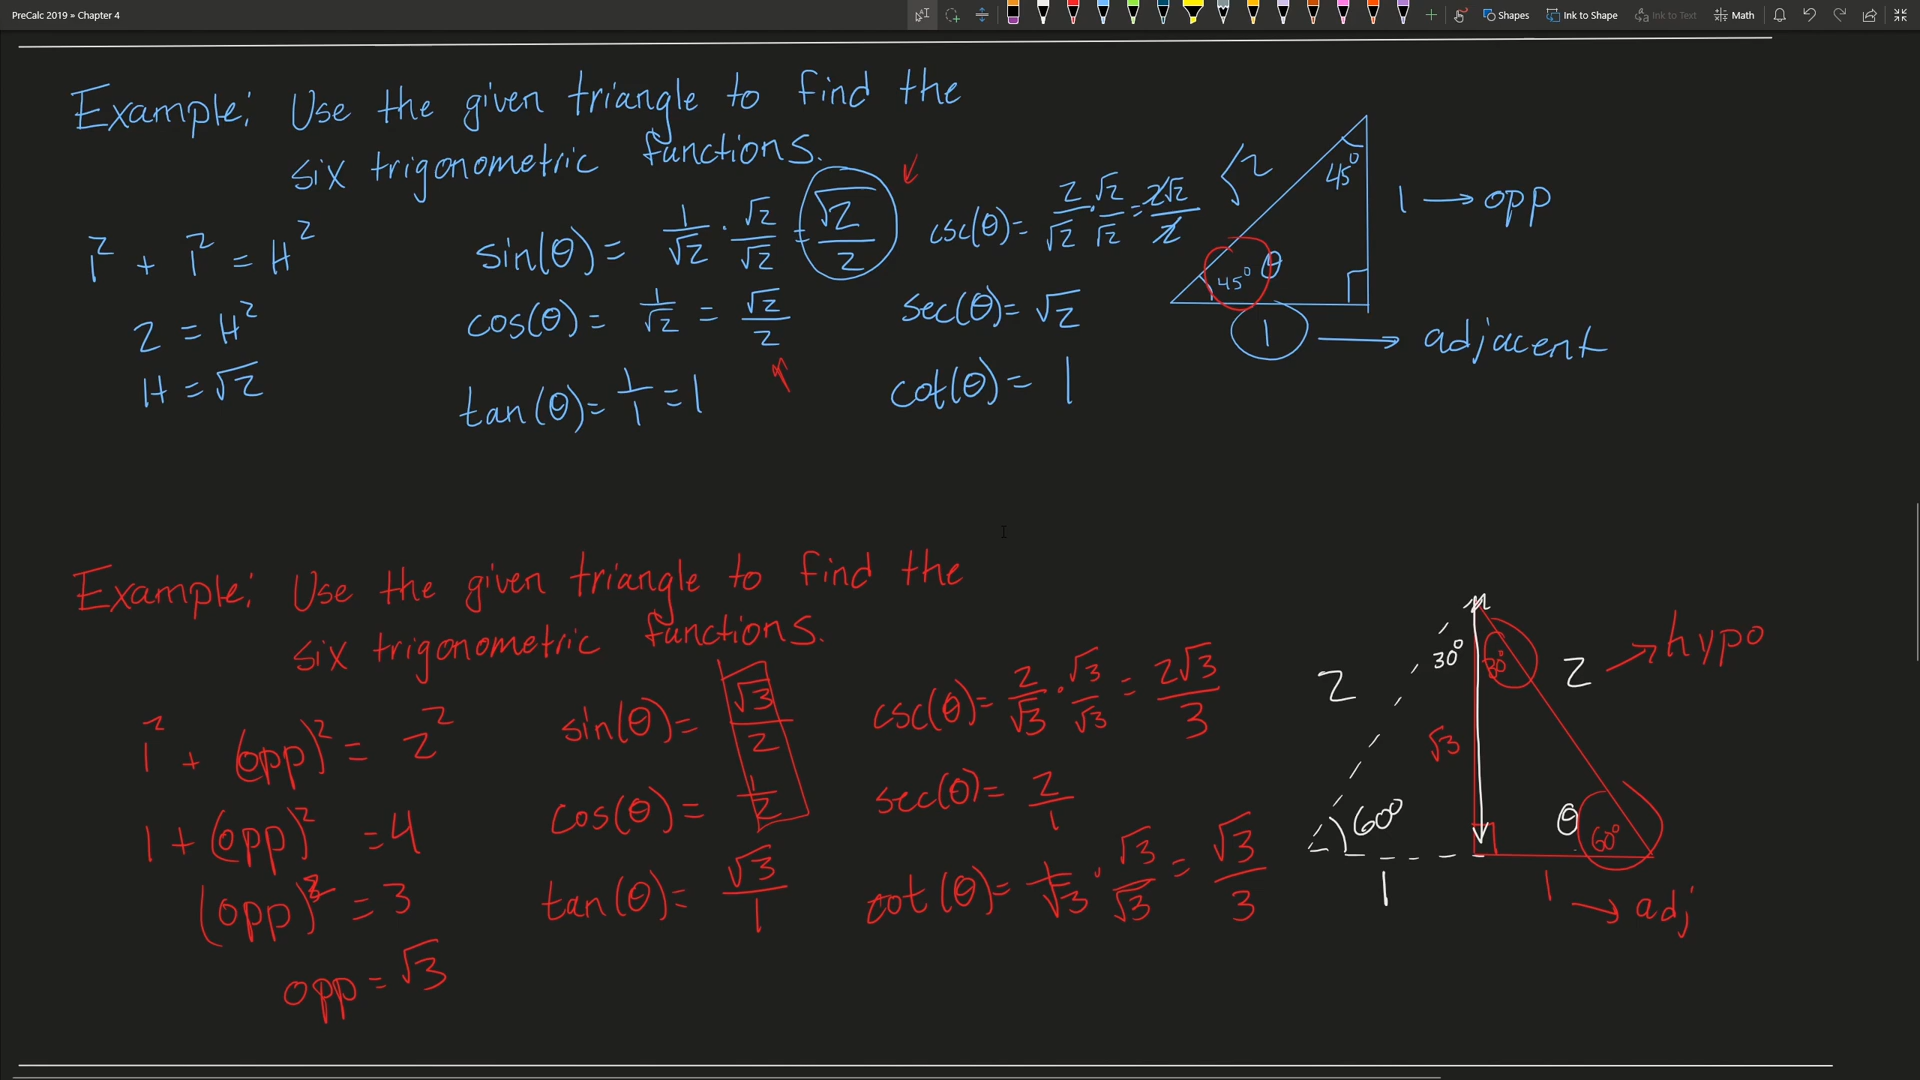 PreCalc 2019 » Chapter 4
Shapes Ink to Shape Ink to Text Math
Example: Use the given triangle to find the
six trigonometric functions.
1² + 1² = H²
2 = H²
H = √2
sin(θ) = 1/√2 · √2/√2 = √2/2
cos(θ) = 1/√2 = √2/2
tan(θ) = 1/1 = 1
csc(θ) = 2/√2 · √2/√2 = 2√2/2
sec(θ) = √2
cot(θ) = 1
√2
45°
1 → opp
45° θ
1 → adjacent
Example: Use the given triangle to find the
six trigonometric functions.
1² + (opp)² = 2²
1 + (opp)² = 4
(opp)² = 3
opp = √3
sin(θ) = √3/2
cos(θ) = 1/2
tan(θ) = √3/1
csc(θ) = 2/√3 · √3/√3 = 2√3/3
sec(θ) = 2/1
cot(θ) = 1/√3 · √3/√3 = √3/3
30° 30°
2
2 → hypo
√3
60°
θ 60°
1
1 → adj